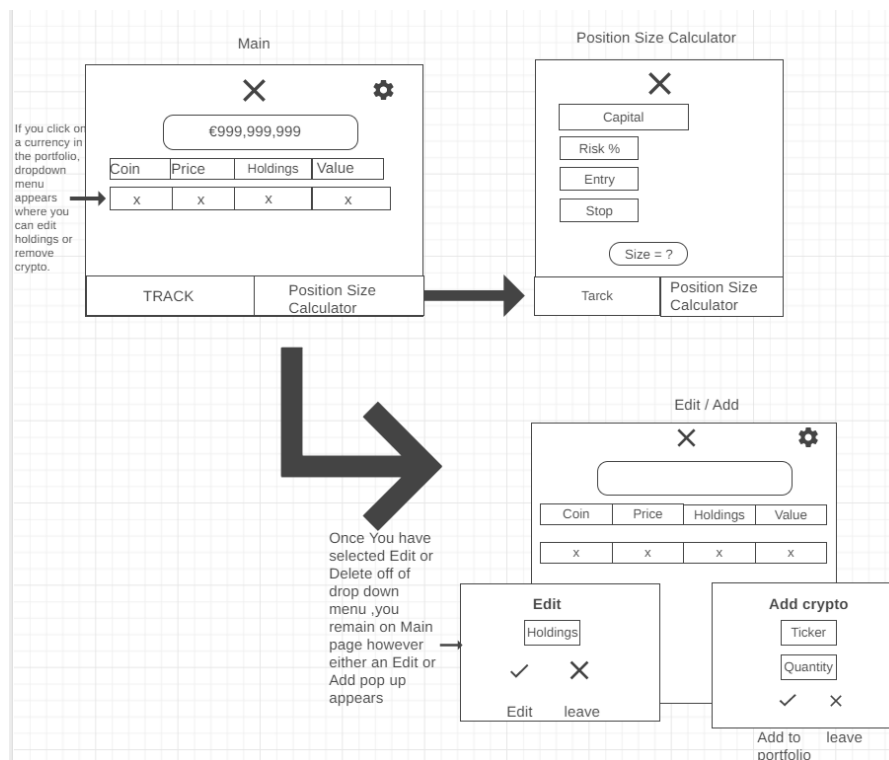 Main
€999,999,999
Coin Price Holdings Value
x x x x
TRACK
Position Size
Calculator
If you click on
a currency in
the portfolio,
dropdown
menu
appears
where you
can edit
holdings or
remove
crypto.
Position Size Calculator
Capital
Risk %
Entry
Stop
Size = ?
Tarck
Position Size
Calculator
Edit / Add
Coin Price Holdings Value
x x x x
Once You have
selected Edit or
Delete off of
drop down
menu ,you
remain on Main
page however
either an Edit or
Add pop up
appears
Edit
Holdings
Edit leave
Add crypto
Ticker
Quantity
Add to
portfolio
leave